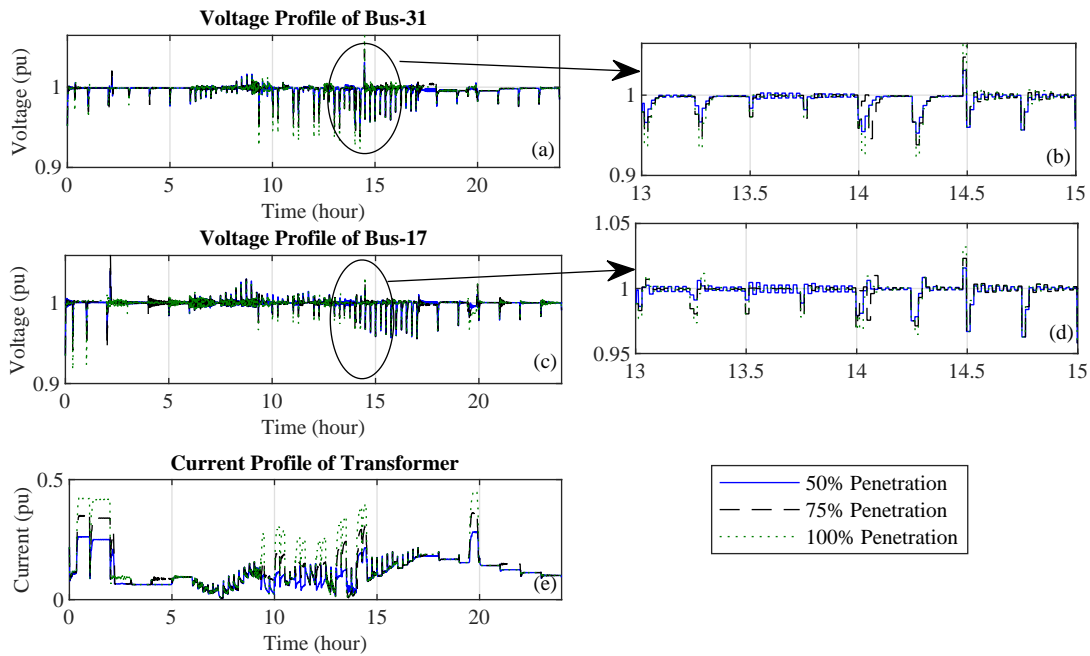 Voltage Profile of Bus-31
Voltage (pu)
1
0.9
0 5 10 15 20
Time (hour)
(a)
1
0.9
13 13.5 14 14.5 15
(b)
Voltage Profile of Bus-17
Voltage (pu)
1
0.9
0 5 10 15 20
Time (hour)
(c)
1.05
1
0.95
13 13.5 14 14.5 15
(d)
Current Profile of Transformer
Current (pu)
0.5
0
0 5 10 15 20
Time (hour)
(e)
50% Penetration
75% Penetration
100% Penetration